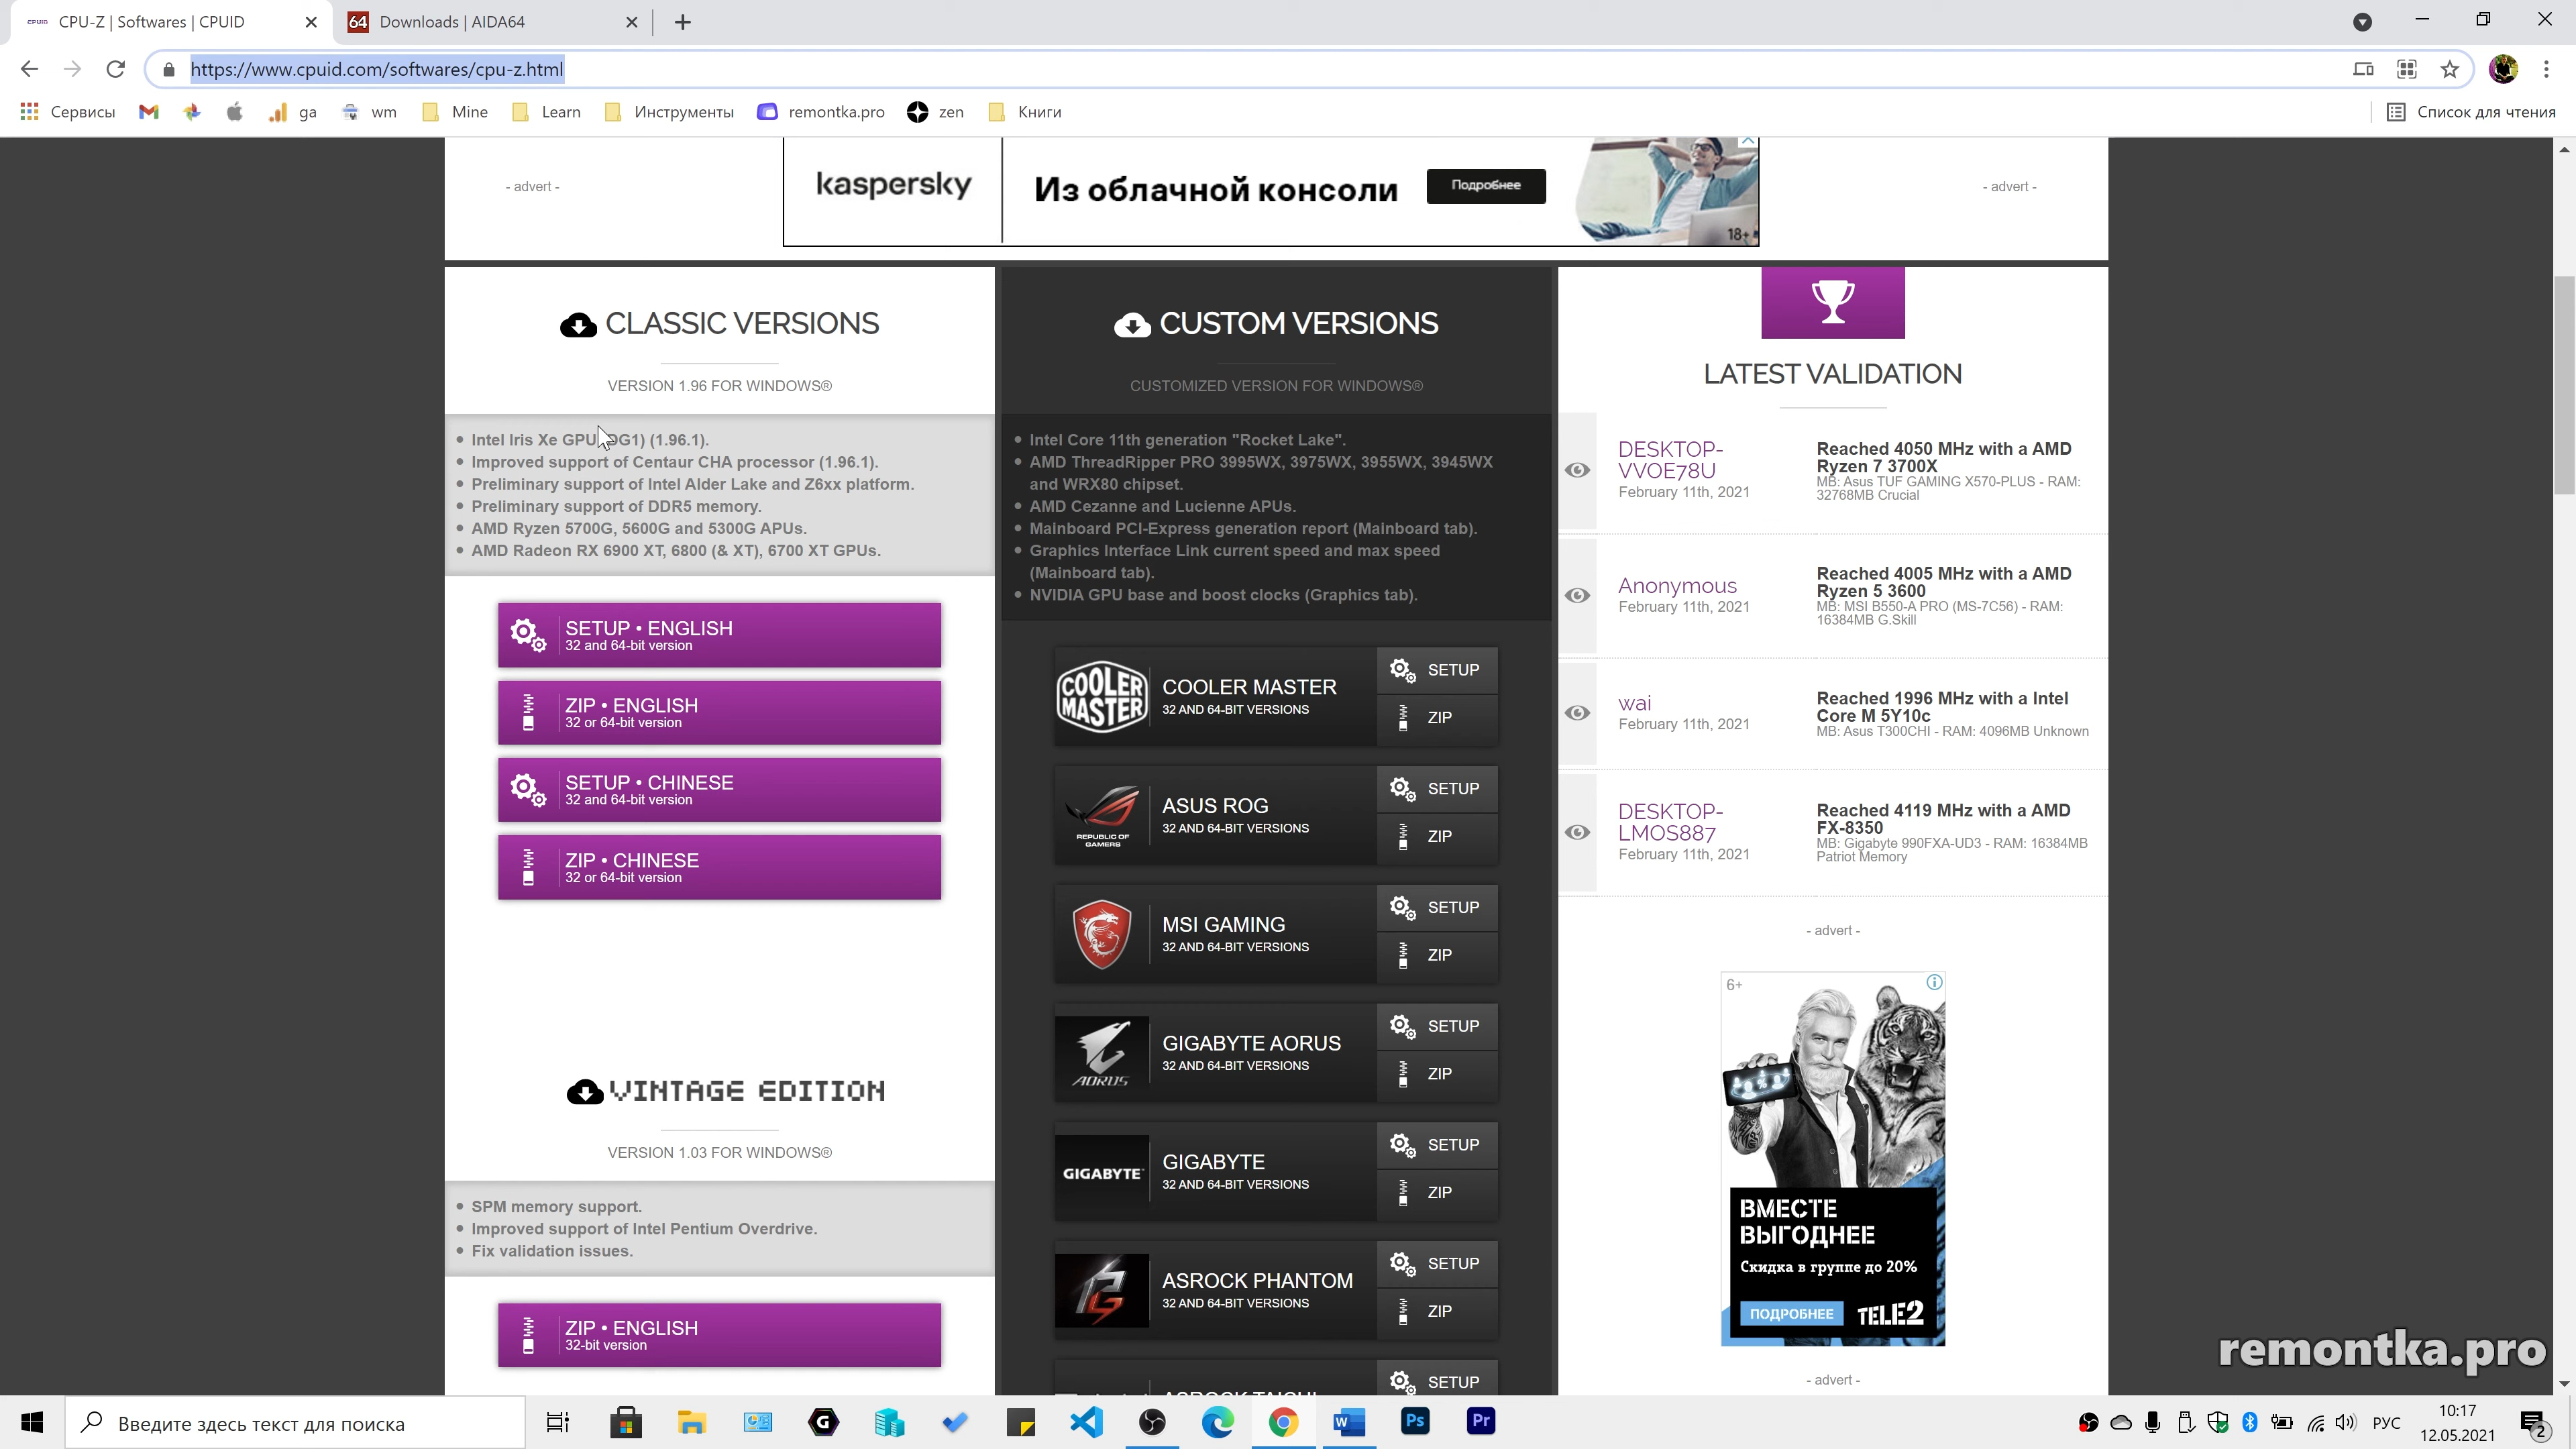 CPU-Z | Softwares | CPUID
64 Downloads | AIDA64
https://www.cpuid.com/softwares/cpu-z.html
Сервисы
ga
wm
Mine
Learn
Инструменты
remontka.pro
zen
Книги
Список для чтения
- advert -
kaspersky
Из облачной консоли
Подробнее
18+
- advert -
CLASSIC VERSIONS
VERSION 1.96 FOR WINDOWS®
• Intel Iris Xe GPU (DG1) (1.96.1).
• Improved support of Centaur CHA processor (1.96.1).
• Preliminary support of Intel Alder Lake and Z6xx platform.
• Preliminary support of DDR5 memory.
• AMD Ryzen 5700G, 5600G and 5300G APUs.
• AMD Radeon RX 6900 XT, 6800 (& XT), 6700 XT GPUs.
SETUP • ENGLISH
32 and 64-bit version
ZIP • ENGLISH
32 or 64-bit version
SETUP • CHINESE
32 and 64-bit version
ZIP • CHINESE
32 or 64-bit version
VINTAGE EDITION
VERSION 1.03 FOR WINDOWS®
• SPM memory support.
• Improved support of Intel Pentium Overdrive.
• Fix validation issues.
ZIP • ENGLISH
32-bit version
CUSTOM VERSIONS
CUSTOMIZED VERSION FOR WINDOWS®
• Intel Core 11th generation "Rocket Lake".
• AMD ThreadRipper PRO 3995WX, 3975WX, 3955WX, 3945WX
and WRX80 chipset.
• AMD Cezanne and Lucienne APUs.
• Mainboard PCI-Express generation report (Mainboard tab).
• Graphics Interface Link current speed and max speed
(Mainboard tab).
• NVIDIA GPU base and boost clocks (Graphics tab).
COOLER
MASTER
COOLER MASTER
32 AND 64-BIT VERSIONS
SETUP
ZIP
REPUBLIC OF
GAMERS
ASUS ROG
32 AND 64-BIT VERSIONS
SETUP
ZIP
MSI GAMING
32 AND 64-BIT VERSIONS
SETUP
ZIP
AORUS
GIGABYTE AORUS
32 AND 64-BIT VERSIONS
SETUP
ZIP
GIGABYTE
GIGABYTE
32 AND 64-BIT VERSIONS
SETUP
ZIP
ASROCK PHANTOM
32 AND 64-BIT VERSIONS
SETUP
ZIP
ASROCK TAICHI
SETUP
LATEST VALIDATION
DESKTOP-
VVOE78U
February 11th, 2021
Reached 4050 MHz with a AMD
Ryzen 7 3700X
MB: Asus TUF GAMING X570-PLUS - RAM:
32768MB Crucial
Anonymous
February 11th, 2021
Reached 4005 MHz with a AMD
Ryzen 5 3600
MB: MSI B550-A PRO (MS-7C56) - RAM:
16384MB G.Skill
wai
February 11th, 2021
Reached 1996 MHz with a Intel
Core M 5Y10c
MB: Asus T300CHI - RAM: 4096MB Unknown
DESKTOP-
LMOS887
February 11th, 2021
Reached 4119 MHz with a AMD
FX-8350
MB: Gigabyte 990FXA-UD3 - RAM: 16384MB
Patriot Memory
- advert -
6+
ВМЕСТЕ
ВЫГОДНЕЕ
Скидка в группе до 20%
ПОДРОБНЕЕ TELE2
- advert -
remontka.pro
Введите здесь текст для поиска
Ps
Pr
РУС
10:17
12.05.2021
2